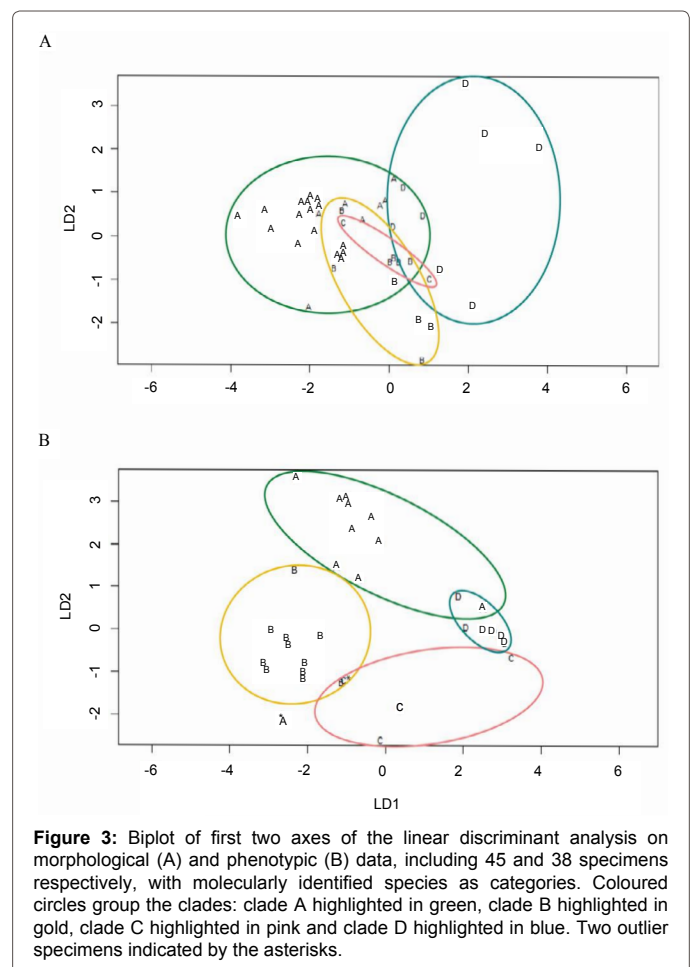 A
LD2
3
2
1
0
-1
-2
-6 -4 -2 0 2 4 6
B
LD2
3
2
1
0
-1
-2
-6 -4 -2 0 2 4 6
LD1
Figure 3: Biplot of first two axes of the linear discriminant analysis on
morphological (A) and phenotypic (B) data, including 45 and 38 specimens
respectively, with molecularly identified species as categories. Coloured
circles group the clades: clade A highlighted in green, clade B highlighted in
gold, clade C highlighted in pink and clade D highlighted in blue. Two outlier
specimens indicated by the asterisks.